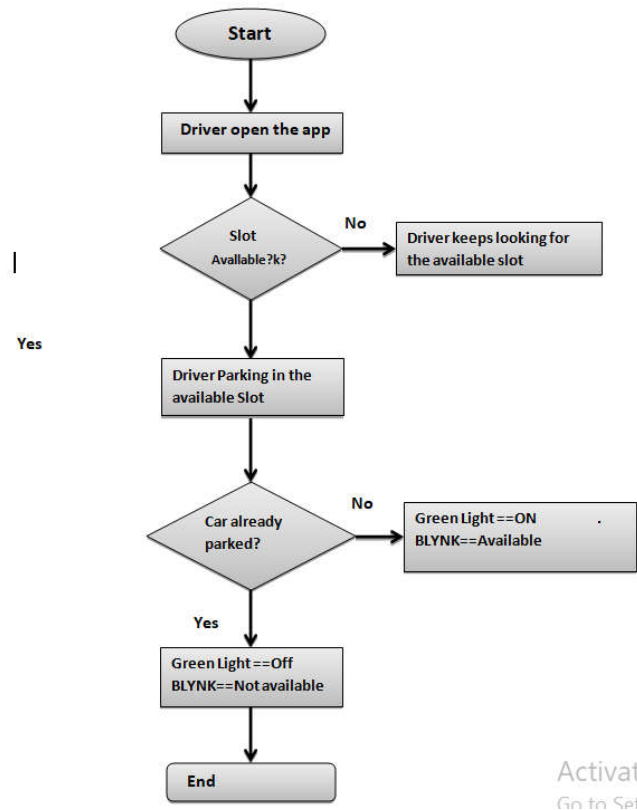 Start
Driver open the app
Slot
Avallable?k?
No
Driver keeps looking for
the available slot
Yes
Driver Parking in the
available Slot
Car already
parked?
No
Green Light ==ON .
BLYNK==Available
Yes
Green Light ==Off
BLYNK==Not available
End
Activat
Go to Set